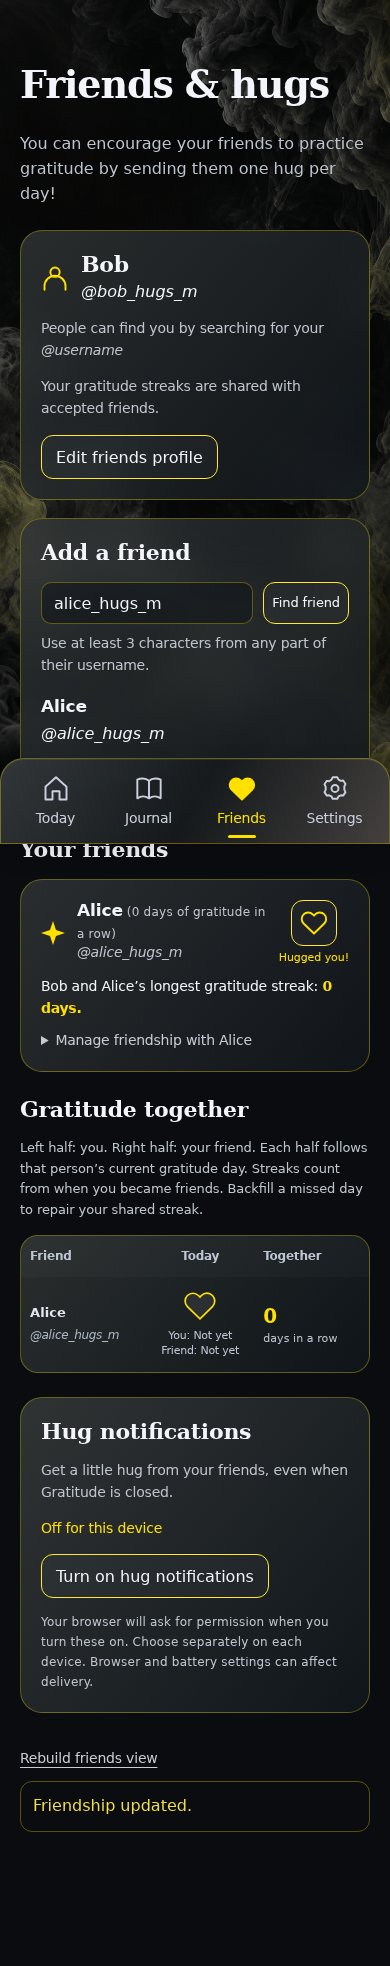 Friends & hugs
You can encourage your friends to practice
gratitude by sending them one hug per
day!
Bob
@bob_hugs_m
People can find you by searching for your
@username
Your gratitude streaks are shared with
accepted friends.
Edit friends profile
Add a friend
alice_hugs_m
Find friend
Use at least 3 characters from any part of
their username.
Alice
@alice_hugs_m
Today
Journal
Friends
Settings
Your friends
Alice (0 days of gratitude in
a row)
@alice_hugs_m
Hugged you!
Bob and Alice’s longest gratitude streak: 0
days.
Manage friendship with Alice
Gratitude together
Left half: you. Right half: your friend. Each half follows
that person’s current gratitude day. Streaks count
from when you became friends. Backfill a missed day
to repair your shared streak.
Friend
Today
Together
Alice
@alice_hugs_m
You: Not yet
Friend: Not yet
0
days in a row
Hug notifications
Get a little hug from your friends, even when
Gratitude is closed.
Off for this device
Turn on hug notifications
Your browser will ask for permission when you
turn these on. Choose separately on each
device. Browser and battery settings can affect
delivery.
Rebuild friends view
Friendship updated.